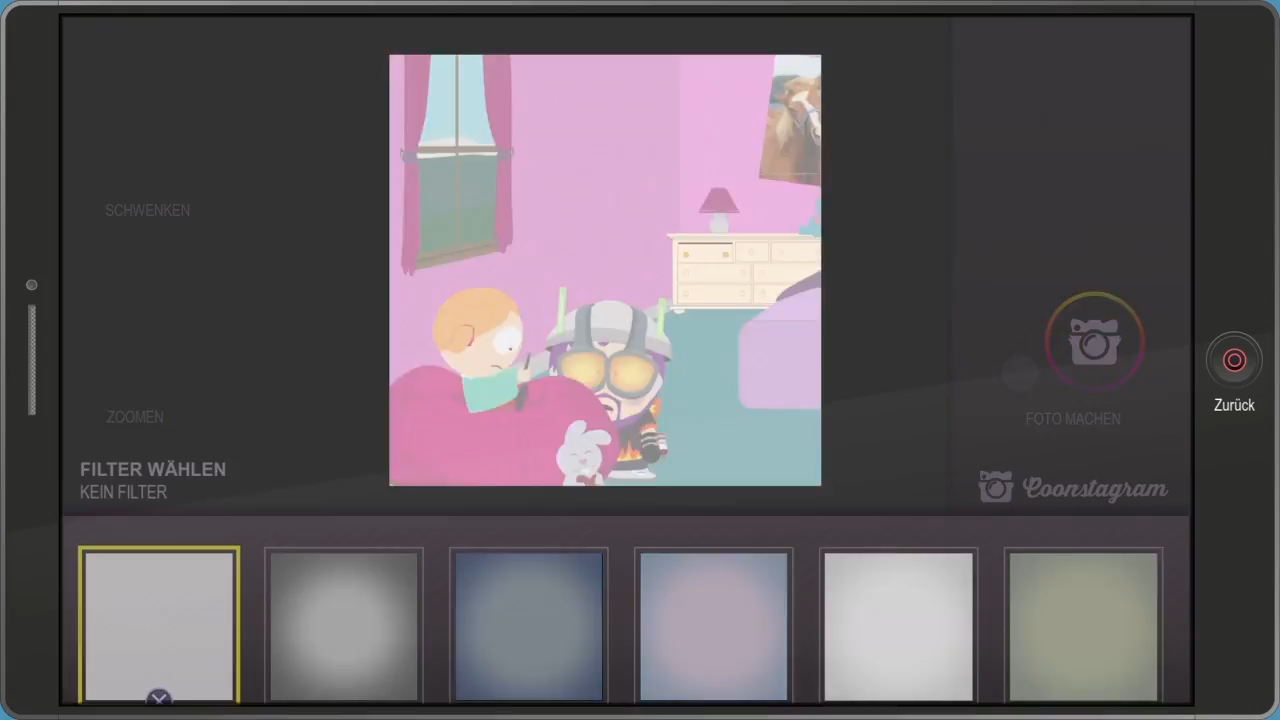 SCHWENKEN
ZOOMEN
FOTO MACHEN
Zurück
FILTER WÄHLEN
KEIN FILTER
Coonstagram